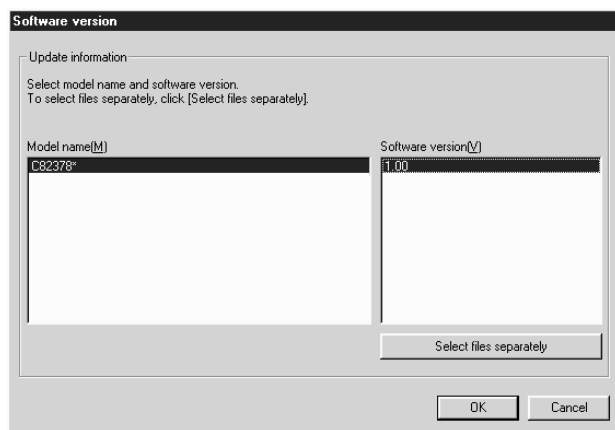 Software version
Update information
Select model name and software version.
To select files separately, click [Select files separately].
Model name(M)
Software version(V)
C82378*
1.00
Select files separately
OK
Cancel